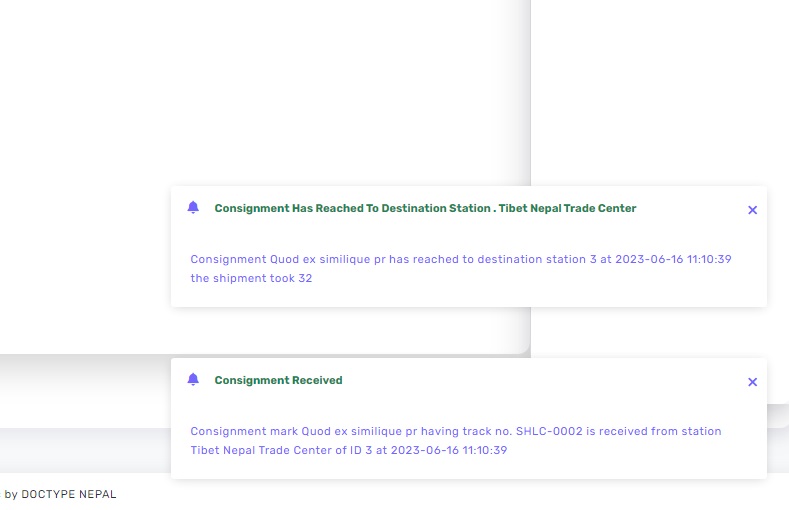 Consignment Has Reached To Destination Station . Tibet Nepal Trade Center
Consignment Quod ex similique pr has reached to destination station 3 at 2023-06-16 11:10:39
the shipment took 32
Consignment Received
Consignment mark Quod ex similique pr having track no. SHLC-0002 is received from station
Tibet Nepal Trade Center of ID 3 at 2023-06-16 11:10:39
by DOCTYPE NEPAL